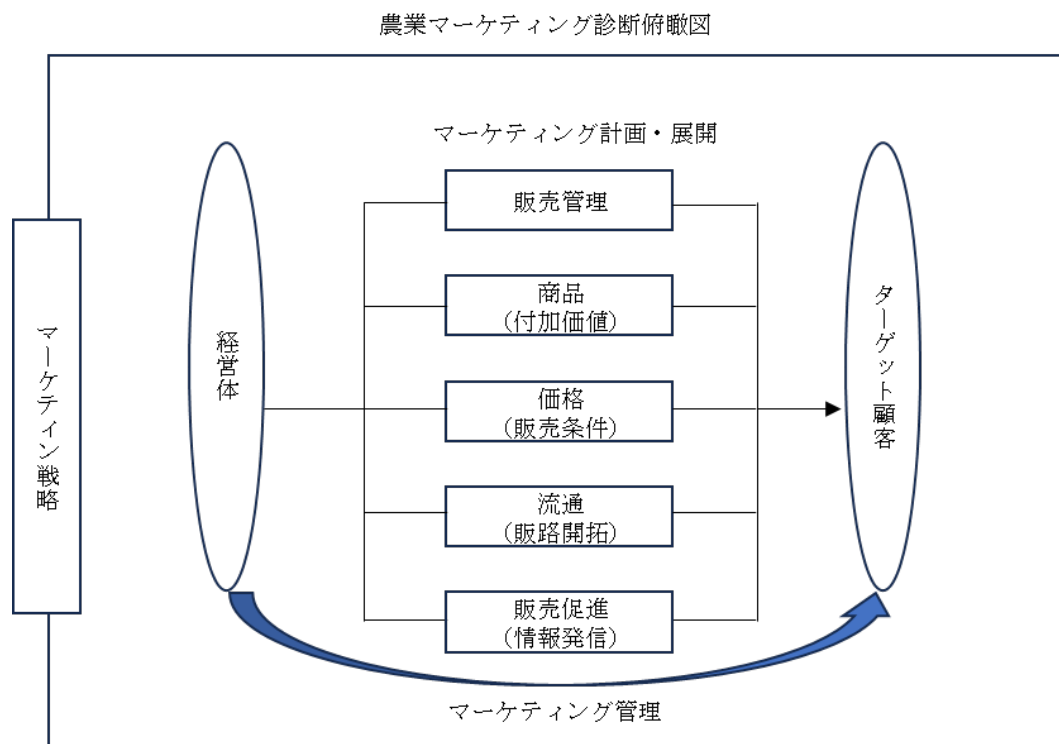 農業マーケティング診断俯瞰図
マーケティング計画・展開
マーケティン戦略
経営体
販売管理
商品
(付加価値)
価格
(販売条件)
流通
(販路開拓)
販売促進
(情報発信)
ターゲット顧客
マーケティング管理